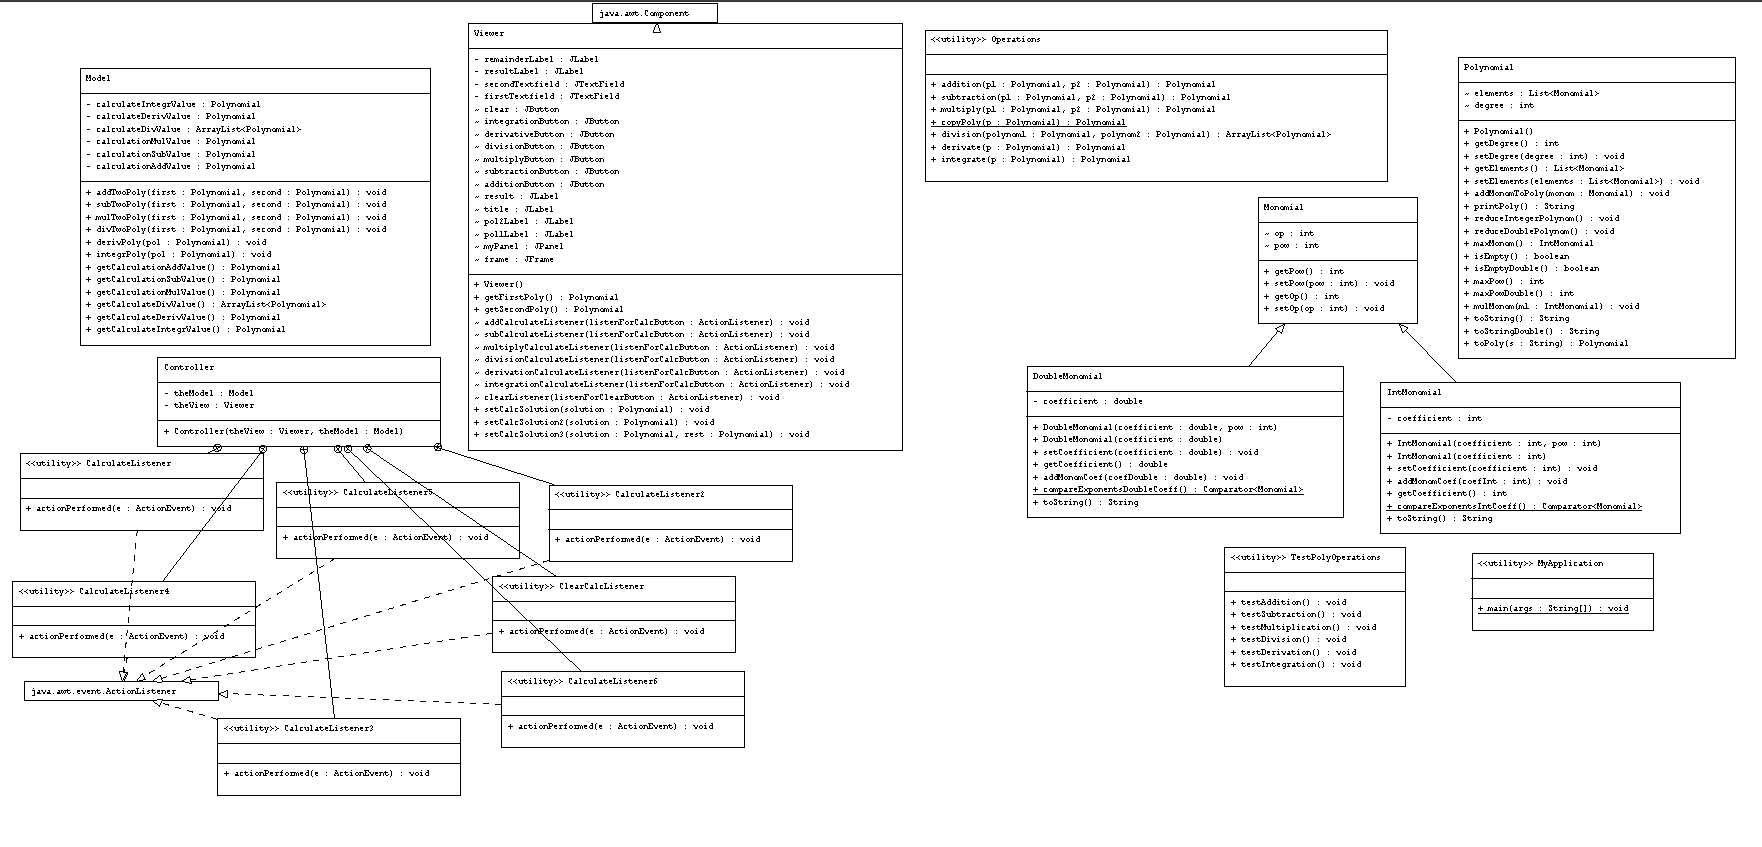 java.awt.Component
Viewer
- remainderLabel : JLabel
- resultLabel : JLabel
- secondTextfield : JTextField
- firstTextfield : JTextField
~ clear : JButton
~ integrationButton : JButton
~ derivativeButton : JButton
~ divisionButton : JButton
~ multiplyButton : JButton
~ subtractionButton : JButton
~ additionButton : JButton
~ result : JLabel
~ title : JLabel
~ pol2Label : JLabel
~ pol1Label : JLabel
~ myPanel : JPanel
~ frame : JFrame
+ Viewer()
+ getFirstPoly() : Polynomial
+ getSecondPoly() : Polynomial
~ addCalculateListener(listenForCalcButton : ActionListener) : void
~ subCalculateListener(listenForCalcButton : ActionListener) : void
~ multiplyCalculateListener(listenForCalcButton : ActionListener) : void
~ divisionCalculateListener(listenForCalcButton : ActionListener) : void
~ derivationCalculateListener(listenForCalcButton : ActionListener) : void
~ integrationCalculateListener(listenForCalcButton : ActionListener) : void
~ clearListener(listenForClearButton : ActionListener) : void
+ setCalcSolution(solution : Polynomial) : void
+ setCalcSolution2(solution : Polynomial) : void
+ setCalcSolution3(solution : Polynomial, rest : Polynomial) : void
Model
- calculateIntegrValue : Polynomial
- calculateDerivValue : Polynomial
- calculateDivValue : ArrayList<Polynomial>
- calculationMulValue : Polynomial
- calculationSubValue : Polynomial
- calculationAddValue : Polynomial
+ addTwoPoly(first : Polynomial, second : Polynomial) : void
+ subTwoPoly(first : Polynomial, second : Polynomial) : void
+ mulTwoPoly(first : Polynomial, second : Polynomial) : void
+ divTwoPoly(first : Polynomial, second : Polynomial) : void
+ derivPoly(pol : Polynomial) : void
+ integrPoly(pol : Polynomial) : void
+ getCalculationAddValue() : Polynomial
+ getCalculationSubValue() : Polynomial
+ getCalculationMulValue() : Polynomial
+ getCalculateDivValue() : ArrayList<Polynomial>
+ getCalculateDerivValue() : Polynomial
+ getCalculateIntegrValue() : Polynomial
Controller
- theModel : Model
- theView : Viewer
+ Controller(theView : Viewer, theModel : Model)
<<utility>> CalculateListener
+ actionPerformed(e : ActionEvent) : void
<<utility>> CalculateListener5
+ actionPerformed(e : ActionEvent) : void
<<utility>> CalculateListener2
+ actionPerformed(e : ActionEvent) : void
<<utility>> CalculateListener4
+ actionPerformed(e : ActionEvent) : void
<<utility>> ClearCalcListener
+ actionPerformed(e : ActionEvent) : void
java.awt.event.ActionListener
<<utility>> CalculateListener6
+ actionPerformed(e : ActionEvent) : void
<<utility>> CalculateListener3
+ actionPerformed(e : ActionEvent) : void
<<utility>> Operations
+ addition(p1 : Polynomial, p2 : Polynomial) : Polynomial
+ subtraction(p1 : Polynomial, p2 : Polynomial) : Polynomial
+ multiply(p1 : Polynomial, p2 : Polynomial) : Polynomial
+ copyPoly(p : Polynomial) : Polynomial
+ division(polynom1 : Polynomial, polynom2 : Polynomial) : ArrayList<Polynomial>
+ derivate(p : Polynomial) : Polynomial
+ integrate(p : Polynomial) : Polynomial
Polynomial
~ elements : List<Monomial>
~ degree : int
+ Polynomial()
+ getDegree() : int
+ setDegree(degree : int) : void
+ getElements() : List<Monomial>
+ setElements(elements : List<Monomial>) : void
+ addMonomToPoly(monom : Monomial) : void
+ printPoly() : String
+ reduceIntegerPolynom() : void
+ reduceDoublePolynom() : void
+ maxMonom() : IntMonomial
+ isEmpty() : boolean
+ isEmptyDouble() : boolean
+ maxPow() : int
+ maxPowDouble() : int
+ mulMonom(m1 : IntMonomial) : void
+ toString() : String
+ toStringDouble() : String
+ toPoly(s : String) : Polynomial
Monomial
~ op : int
~ pow : int
+ getPow() : int
+ setPow(pow : int) : void
+ getOp() : int
+ setOp(op : int) : void
DoubleMonomial
- coefficient : double
+ DoubleMonomial(coefficient : double, pow : int)
+ DoubleMonomial(coefficient : double)
+ setCoefficient(coefficient : double) : void
+ getCoefficient() : double
+ addMonomCoef(coefDouble : double) : void
+ compareExponentsDoubleCoeff() : Comparator<Monomial>
+ toString() : String
IntMonomial
- coefficient : int
+ IntMonomial(coefficient : int, pow : int)
+ IntMonomial(coefficient : int)
+ setCoefficient(coefficient : int) : void
+ addMonomCoef(coefInt : int) : void
+ getCoefficient() : int
+ compareExponentsIntCoeff() : Comparator<Monomial>
+ toString() : String
<<utility>> TestPolyOperations
+ testAddition() : void
+ testSubtraction() : void
+ testMultiplication() : void
+ testDivision() : void
+ testDerivation() : void
+ testIntegration() : void
<<utility>> MyApplication
+ main(args : String[]) : void